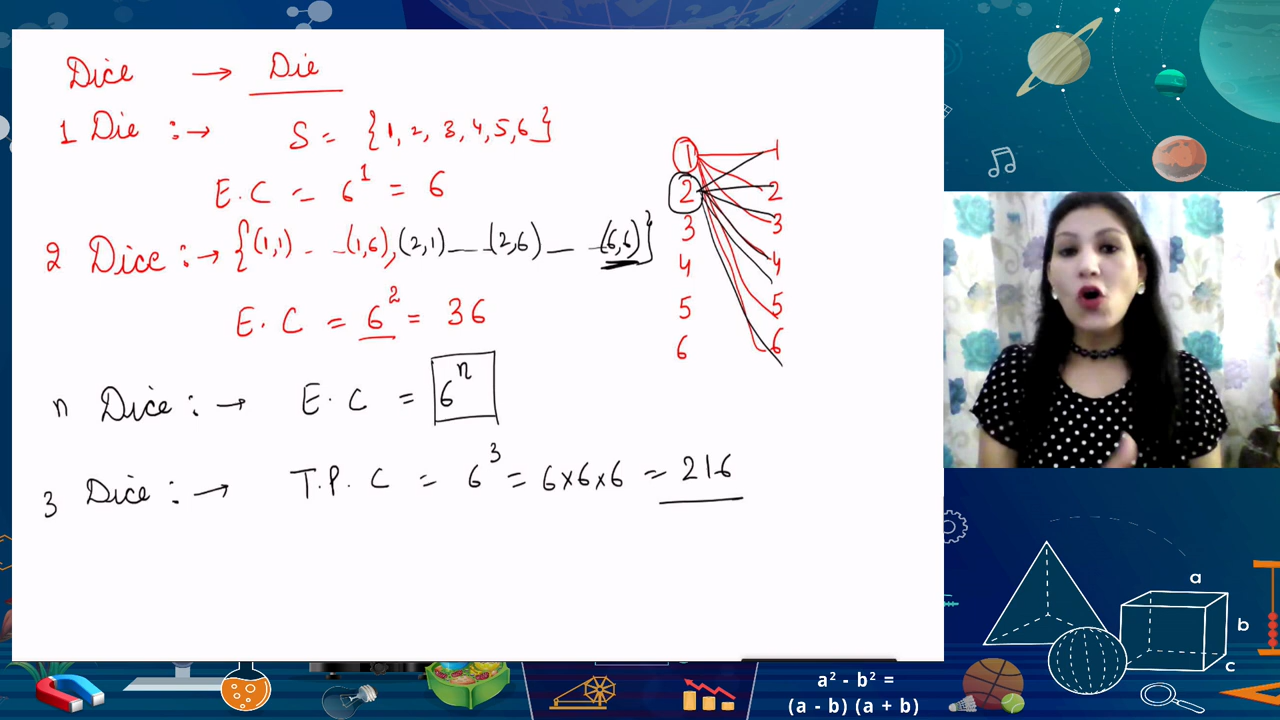 Dice → Die
1 Die :→ S = {1, 2, 3, 4, 5, 6}
E.C = 6¹ = 6
2 Dice :→ {(1,1) - - (1,6), (2,1) — (2,6) — - (6,6)}
E.C = 6² = 36
n Dice :→ E.C = 6ⁿ
3 Dice :→ T.P.C = 6³ = 6×6×6 = 216
1 1
2 2
3 3
4 4
5 5
6 6
a
b
c
a² - b² =
(a - b) (a + b)